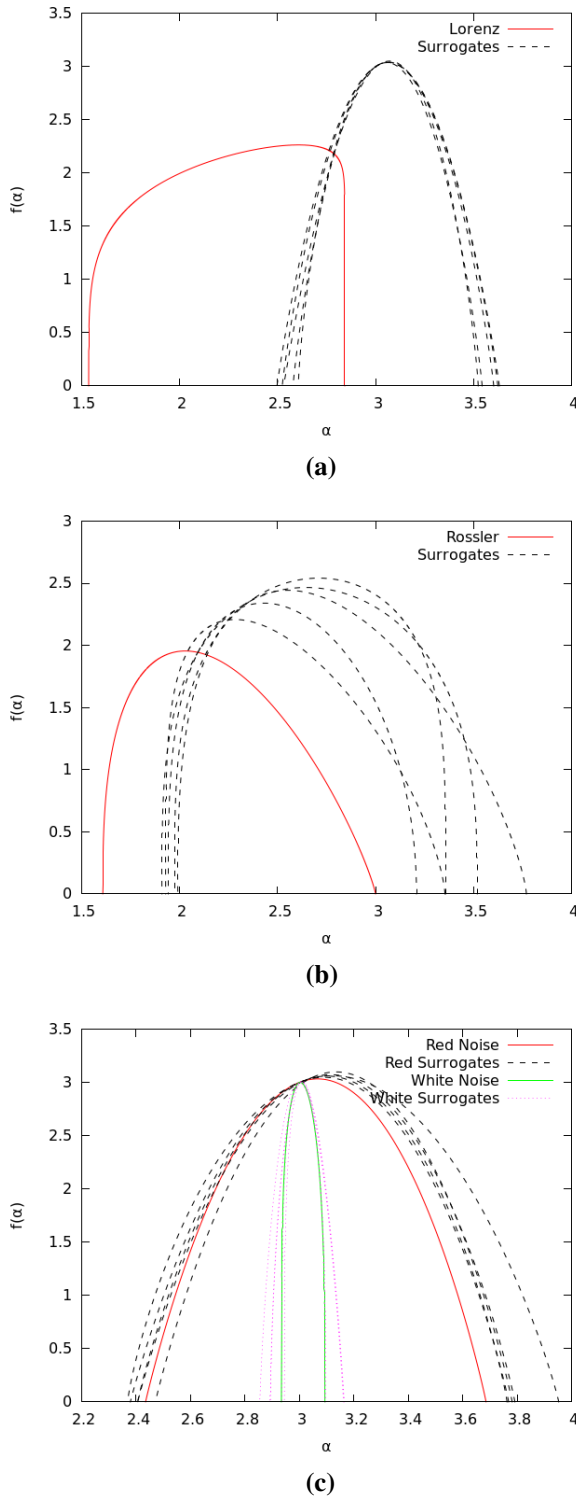 3.5
3
2.5
2
1.5
1
0.5
0
f(α)
Lorenz
Surrogates
1.5 2 2.5 3 3.5 4
α
(a)
3
2.5
2
1.5
1
0.5
0
f(α)
Rossler
Surrogates
1.5 2 2.5 3 3.5 4
α
(b)
3.5
3
2.5
2
1.5
1
0.5
0
f(α)
Red Noise
Red Surrogates
White Noise
White Surrogates
2.2 2.4 2.6 2.8 3 3.2 3.4 3.6 3.8 4
α
(c)